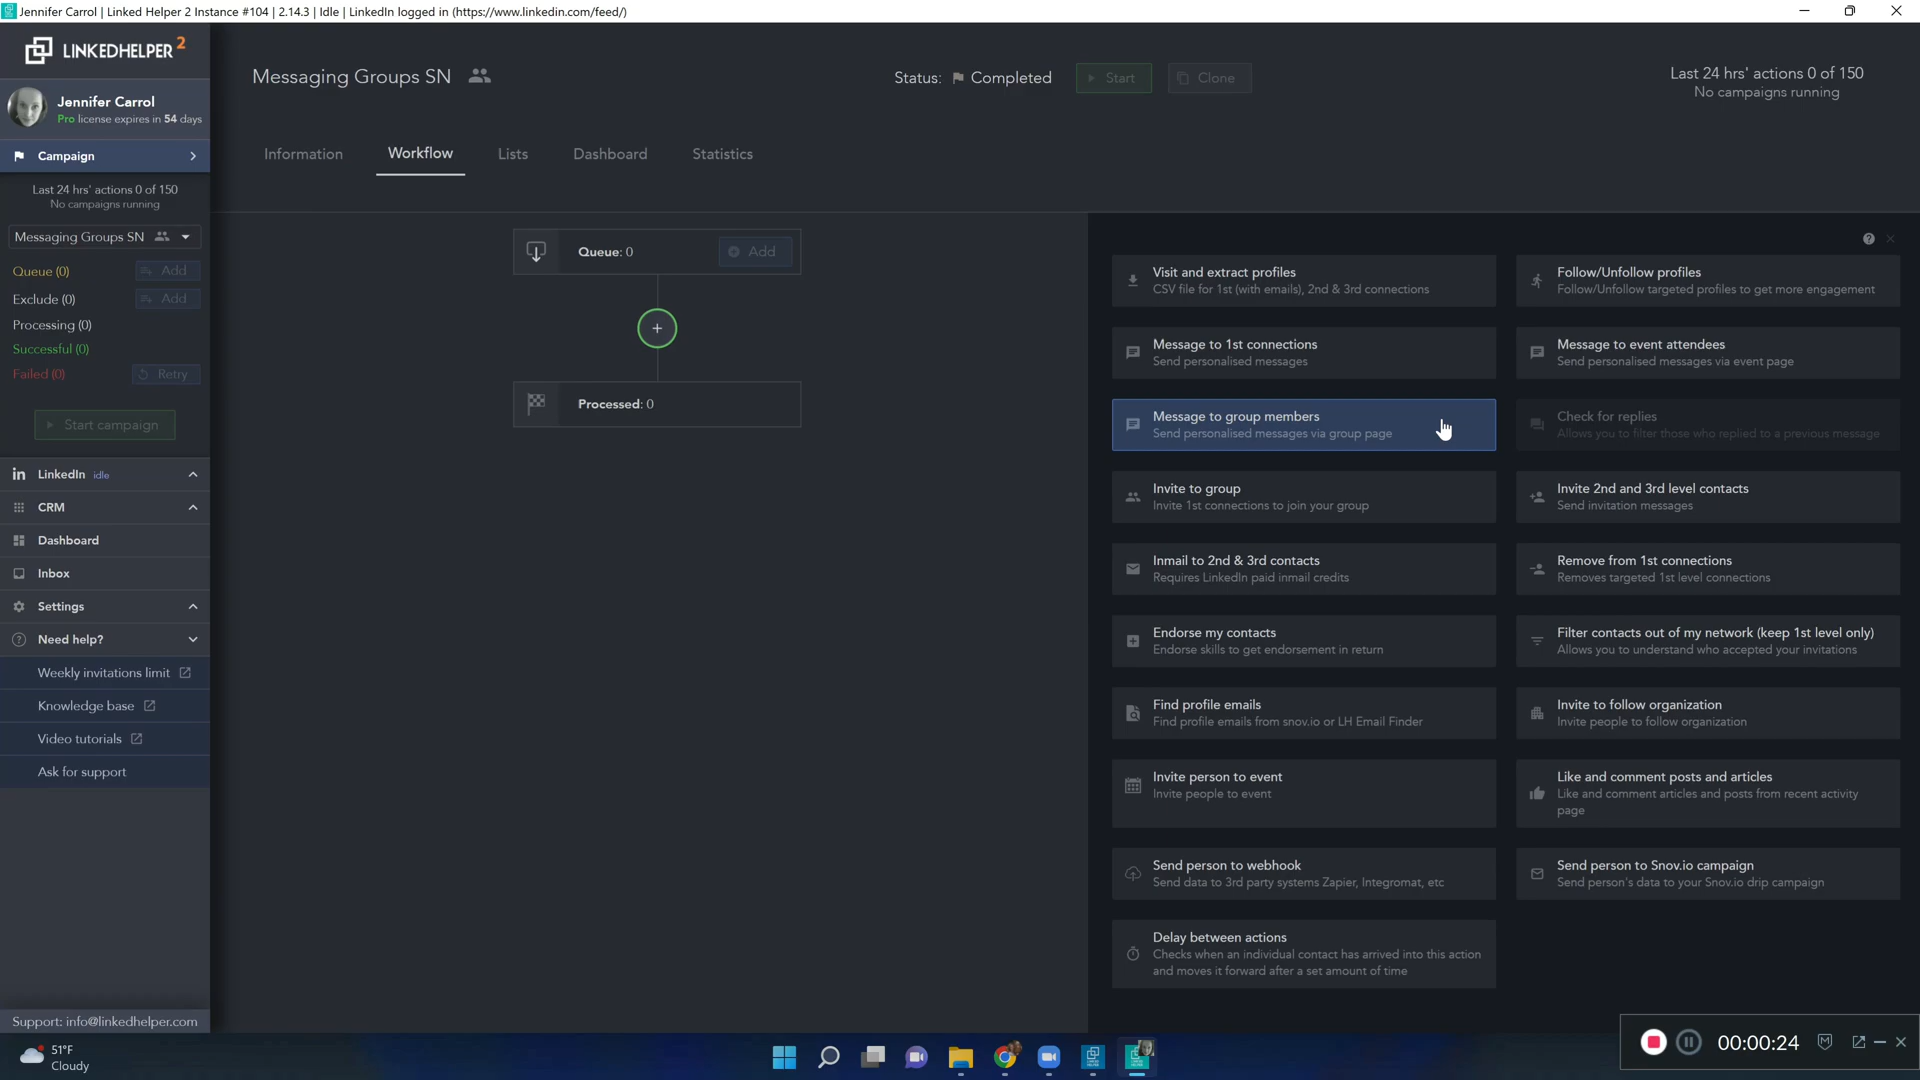 Jennifer Carrol | Linked Helper 2 Instance #104 | 2.14.3 | Idle | LinkedIn logged in (https://www.linkedin.com/feed/)
LINKEDHELPER 2
Jennifer Carrol
Pro license expires in 54 days
Campaign
Last 24 hrs' actions 0 of 150
No campaigns running
Messaging Groups SN
Queue (0) Add
Exclude (0) Add
Processing (0)
Successful (0)
Failed (0) Retry
Start campaign
LinkedIn idle
CRM
Dashboard
Inbox
Settings
Need help?
Weekly invitations limit
Knowledge base
Video tutorials
Ask for support
Support: info@linkedhelper.com
Messaging Groups SN
Status: Completed Start Clone
Last 24 hrs' actions 0 of 150
No campaigns running
Information Workflow Lists Dashboard Statistics
Queue: 0 Add
+
Processed: 0
Visit and extract profiles
CSV file for 1st (with emails), 2nd & 3rd connections
Follow/Unfollow profiles
Follow/Unfollow targeted profiles to get more engagement
Message to 1st connections
Send personalised messages
Message to event attendees
Send personalised messages via event page
Message to group members
Send personalised messages via group page
Check for replies
Allows you to filter those who replied to a previous message
Invite to group
Invite 1st connections to join your group
Invite 2nd and 3rd level contacts
Send invitation messages
Inmail to 2nd & 3rd contacts
Requires LinkedIn paid inmail credits
Remove from 1st connections
Removes targeted 1st level connections
Endorse my contacts
Endorse skills to get endorsement in return
Filter contacts out of my network (keep 1st level only)
Allows you to understand who accepted your invitations
Find profile emails
Find profile emails from snov.io or LH Email Finder
Invite to follow organization
Invite people to follow organization
Invite person to event
Invite people to event
Like and comment posts and articles
Like and comment articles and posts from recent activity
page
Send person to webhook
Send data to 3rd party systems Zapier, Integromat, etc
Send person to Snov.io campaign
Send person's data to your Snov.io drip campaign
Delay between actions
Checks when an individual contact has arrived into this action
and moves it forward after a set amount of time
51°F
Cloudy
00:00:24